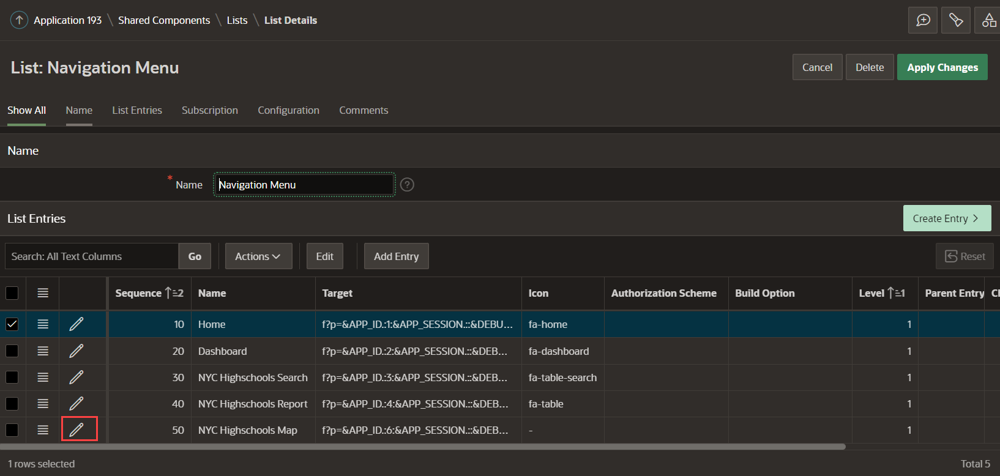 Application 193 \ Shared Components \ Lists \ List Details
List: Navigation Menu
Cancel
Delete
Apply Changes
Show All
Name
List Entries
Subscription
Configuration
Comments
Name
* Name
Navigation Menu
?
List Entries
Create Entry >
Search: All Text Columns
Go
Actions
Edit
Add Entry
Reset
Sequence 2 Name Target Icon Authorization Scheme Build Option Level 1 Parent Entry Cl
10 Home f?p=&APP_ID.:1:&APP_SESSION.::&DEBU... fa-home 1
20 Dashboard f?p=&APP_ID.:2:&APP_SESSION.::&DEB... fa-dashboard 1
30 NYC Highschools Search f?p=&APP_ID.:3:&APP_SESSION.::&DEB... fa-table-search 1
40 NYC Highschools Report f?p=&APP_ID.:4:&APP_SESSION.::&DEB... fa-table 1
50 NYC Highschools Map f?p=&APP_ID.:6:&APP_SESSION.::&DEB... - 1
1 rows selected
Total 5